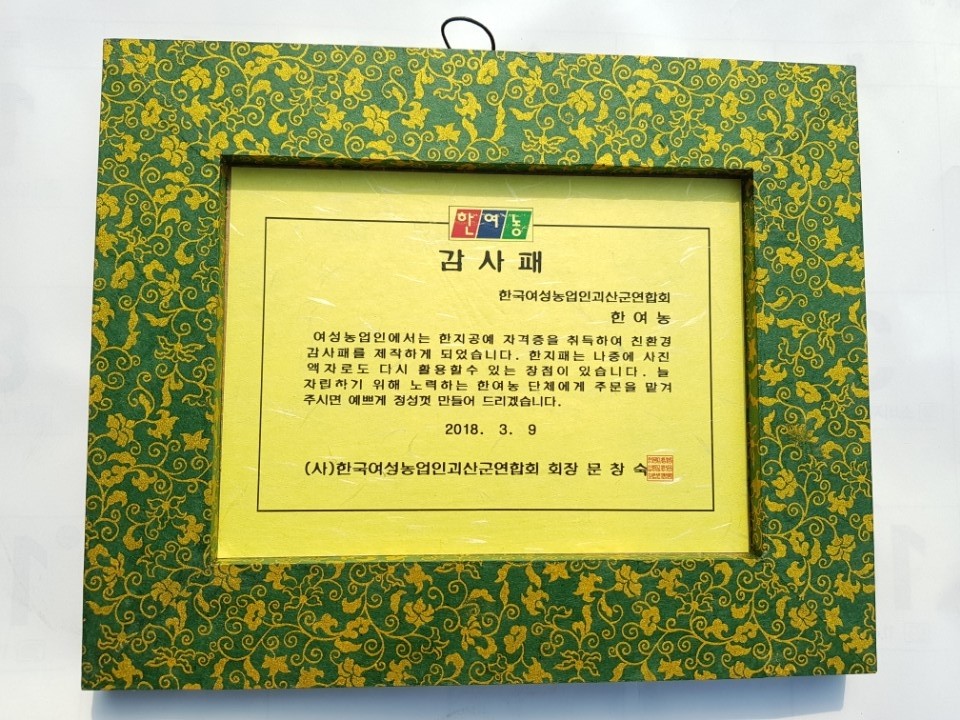 한여농
감사패
한국여성농업인괴산군연합회
한여농
여성농업인에서는 한지공예 자격증을 취득하여 친환경
감사패를 제작하게 되었습니다. 한지패는 나중에 사진
액자로도 다시 활용할수 있는 장점이 있습니다. 늘
자립하기 위해 노력하는 한여농 단체에게 주문을 맡겨
주시면 예쁘게 정성껏 만들어 드리겠습니다.
2018. 3. 9
(사)한국여성농업인괴산군연합회 회장 문창숙